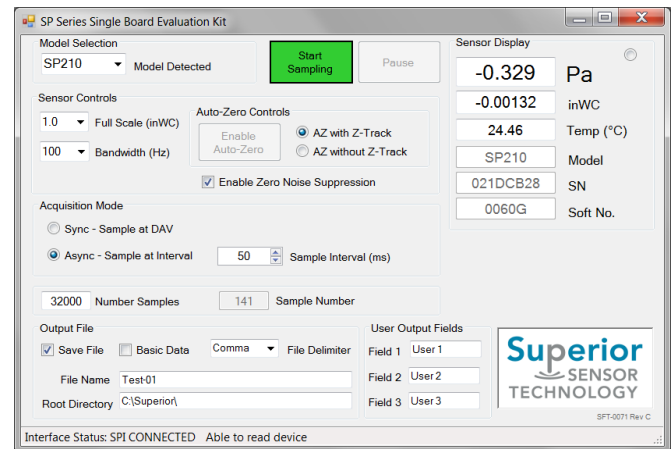 SP Series Single Board Evaluation Kit
Model Selection
SP210 Model Detected
Start
Sampling
Pause
Sensor Controls
1.0 Full Scale (inWC)
100 Bandwidth (Hz)
Auto-Zero Controls
Enable
Auto-Zero
AZ with Z-Track
AZ without Z-Track
Enable Zero Noise Suppression
Acquisition Mode
Sync - Sample at DAV
Async - Sample at Interval 50 Sample Interval (ms)
32000 Number Samples 141 Sample Number
Output File
Save File Basic Data Comma File Delimiter
File Name Test-01
Root Directory C:\Superior\
User Output Fields
Field 1 User1
Field 2 User2
Field 3 User3
Sensor Display
-0.329 Pa
-0.00132 inWC
24.46 Temp (°C)
SP210 Model
021DCB28 SN
0060G Soft No.
Superior
SENSOR
TECHNOLOGY
SFT-0071 Rev C
Interface Status: SPI CONNECTED Able to read device